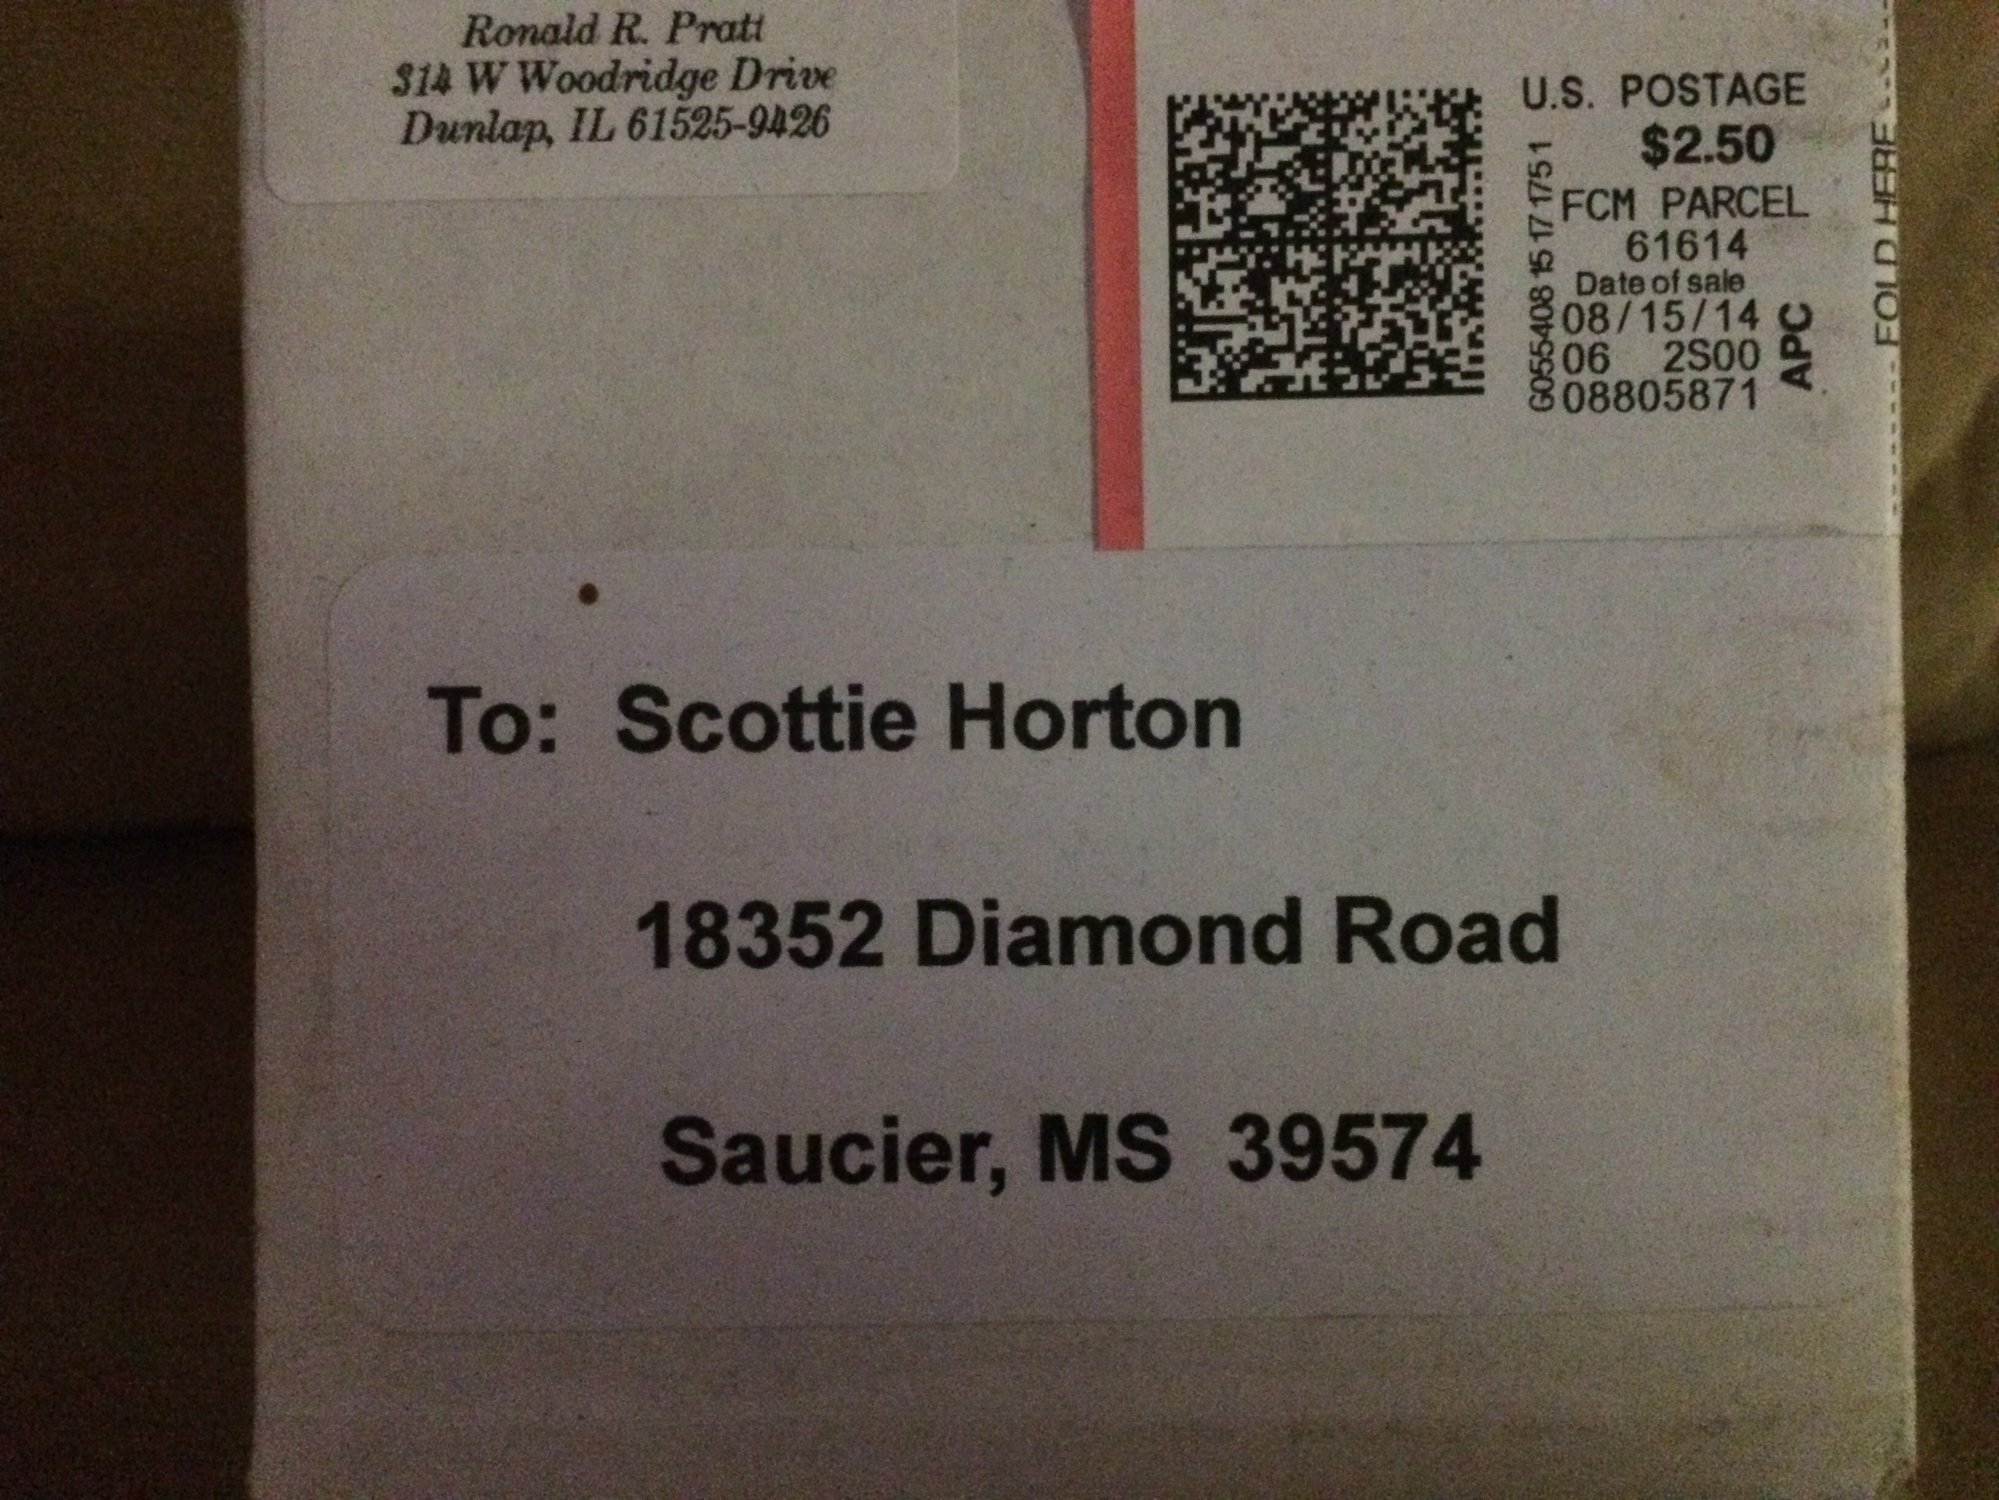 Ronald R. Pratt
314 W Woodridge Drive
Dunlap, IL 61525-9426
U.S. POSTAGE
$2.50
FCM PARCEL
61614
Date of sale
08/15/14
06 2S00
08805871
G055408 15 17 1751
APC
FOLD HERE
To: Scottie Horton
18352 Diamond Road
Saucier, MS 39574